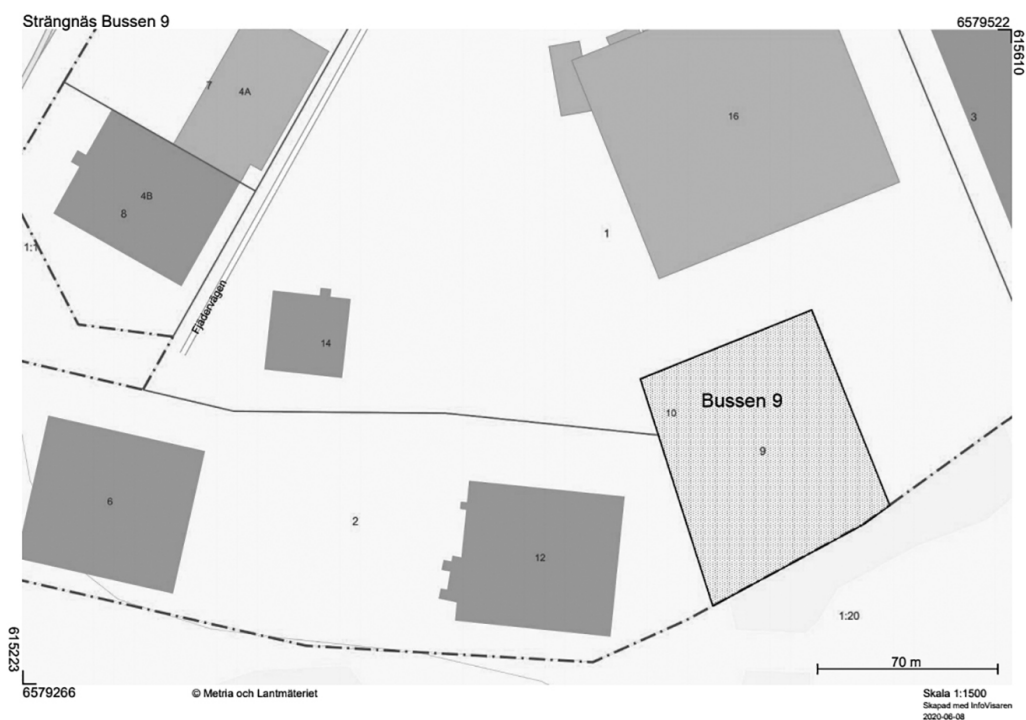 Strängnäs Bussen 9
6579522
615610
7
4A
16
3
4B
8
1:1
1
Fjädervägen
14
Bussen 9
10
9
6
2
12
1:20
70 m
615223
6579266
© Metria och Lantmäteriet
Skala 1:1500
Skapad med InfoVisaren
2020-06-08